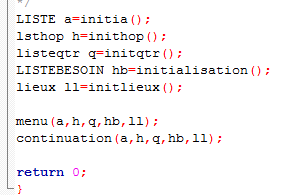 */
LISTE a=initia();
lsthop h=inithop();
listeqtr q=initqtr();
LISTEBESOIN hb=initialisation();
lieux ll=initlieux();
menu(a,h,q,hb,ll);
continuation(a,h,q,hb,ll);
return 0;
}